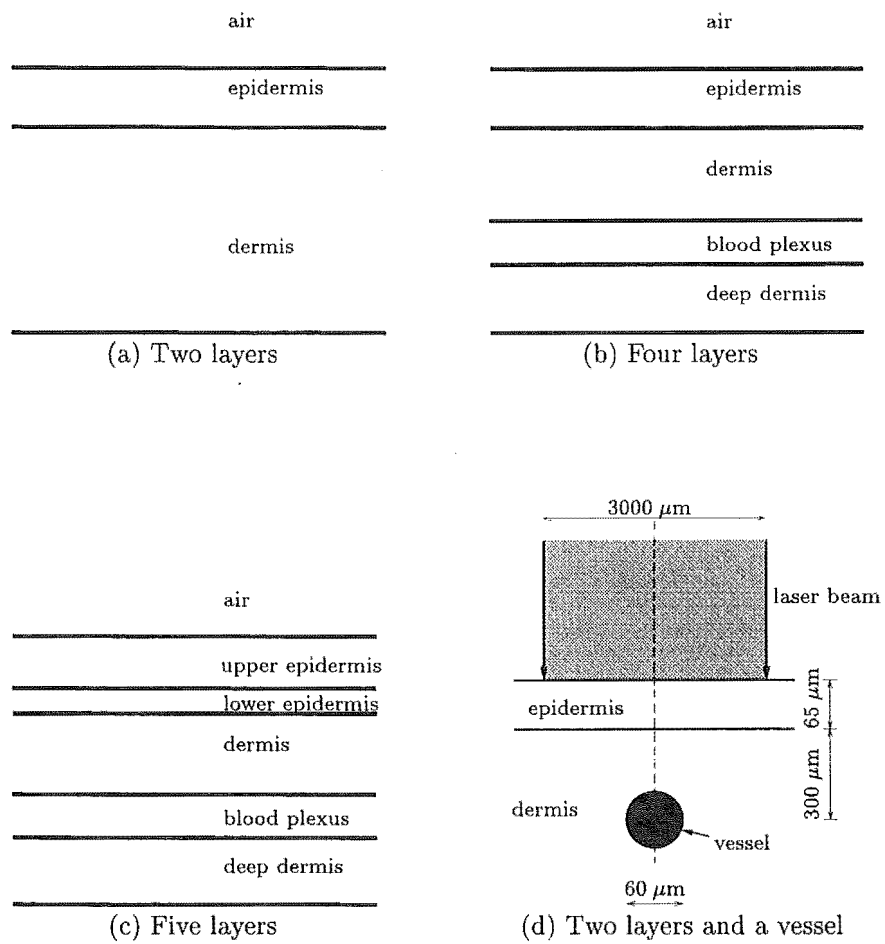 air
epidermis
dermis
(a) Two layers
air
epidermis
dermis
blood plexus
deep dermis
(b) Four layers
air
upper epidermis
lower epidermis
dermis
blood plexus
deep dermis
(c) Five layers
3000 μm
laser beam
epidermis
65 μm
300 μm
dermis
vessel
60 μm
(d) Two layers and a vessel